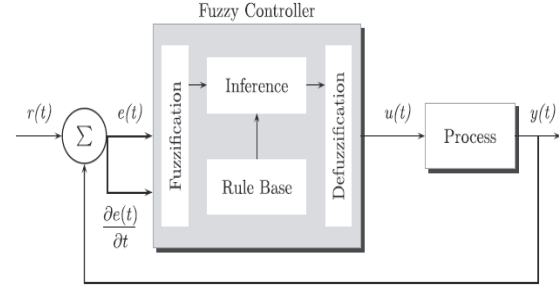 Fuzzy Controller
r(t)
Σ
e(t)
∂e(t)
∂t
Fuzzification
Inference
Rule Base
Defuzzification
u(t)
Process
y(t)